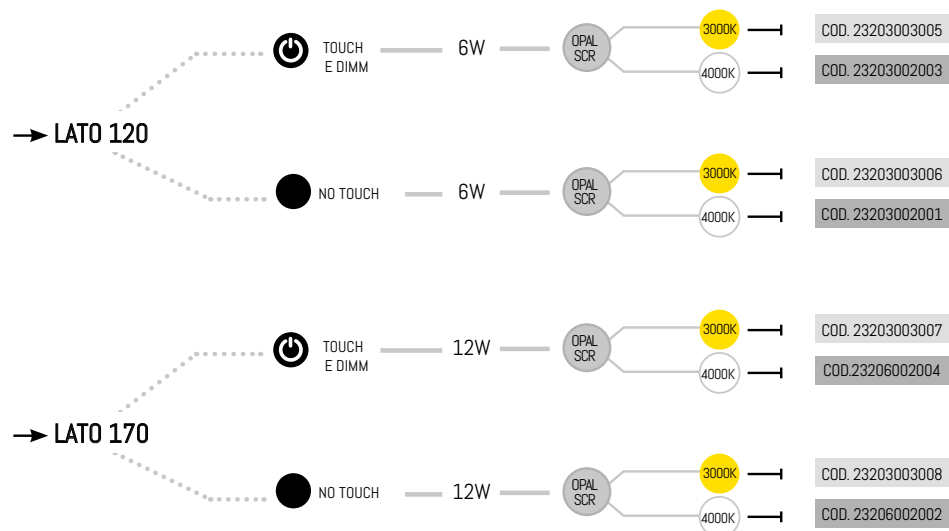 TOUCH
E DIMM
6W
OPAL
SCR
3000K
COD. 23203003005
4000K
COD. 23203002003
LATO 120
NO TOUCH
6W
OPAL
SCR
3000K
COD. 23203003006
4000K
COD. 23203002001
TOUCH
E DIMM
12W
OPAL
SCR
3000K
COD. 23203003007
4000K
COD.23206002004
LATO 170
NO TOUCH
12W
OPAL
SCR
3000K
COD. 23203003008
4000K
COD. 23206002002